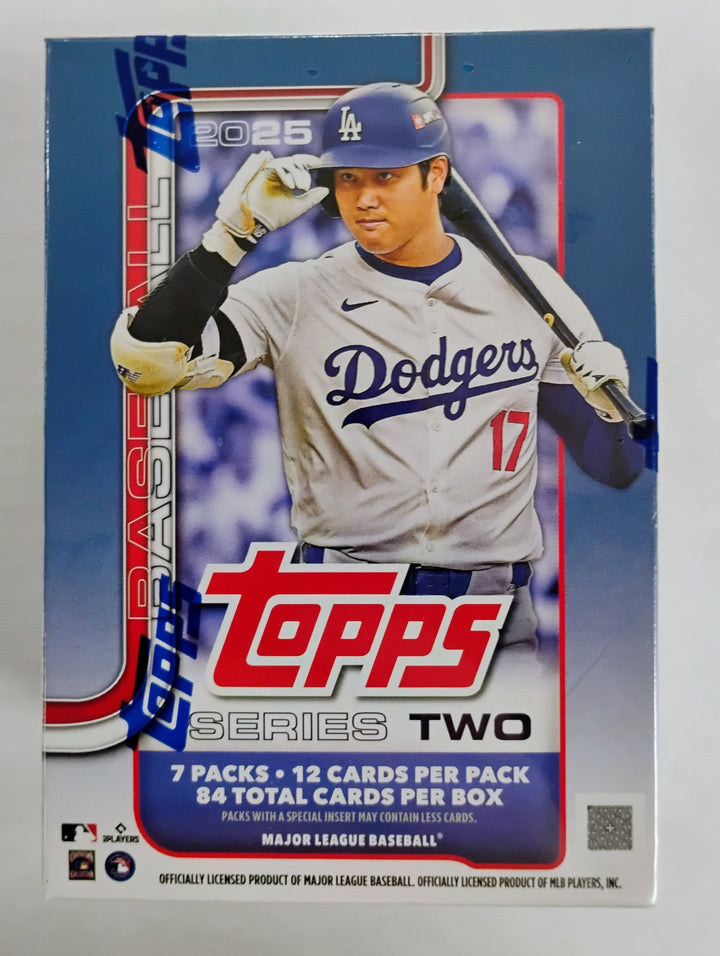 Topps
2025
LA
BASEBALL
Dodgers
17
Topps
Topps
SERIES TWO
7 PACKS • 12 CARDS PER PACK
84 TOTAL CARDS PER BOX
PACKS WITH A SPECIAL INSERT MAY CONTAIN LESS CARDS.
MAJOR LEAGUE BASEBALL®
PLAYERS
OFFICIALLY LICENSED PRODUCT OF MAJOR LEAGUE BASEBALL. OFFICIALLY LICENSED PRODUCT OF MLB PLAYERS, INC.